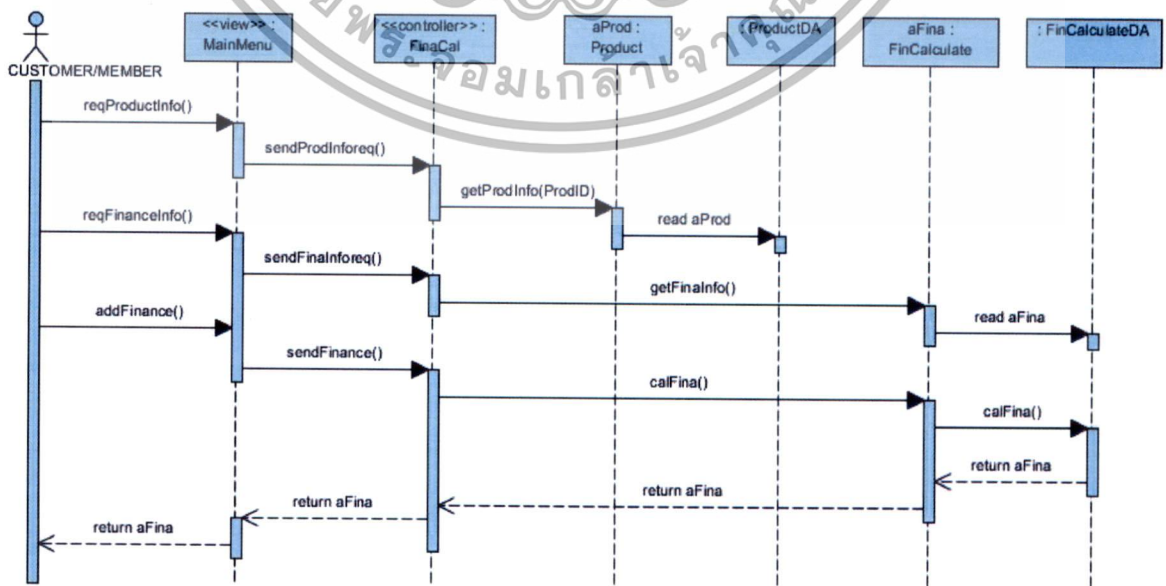 <<view>> :
MainMenu
<<controller>> :
FinaCal
aProd :
Product
: ProductDA
aFina :
FinCalculate
: FinCalculateDA
CUSTOMER/MEMBER
reqProductInfo()
sendProdInforeq()
getProdInfo(ProdID)
read aProd
reqFinanceInfo()
sendFinaInforeq()
getFinaInfo()
read aFina
addFinance()
sendFinance()
calFina()
calFina()
return aFina
return aFina
return aFina
return aFina